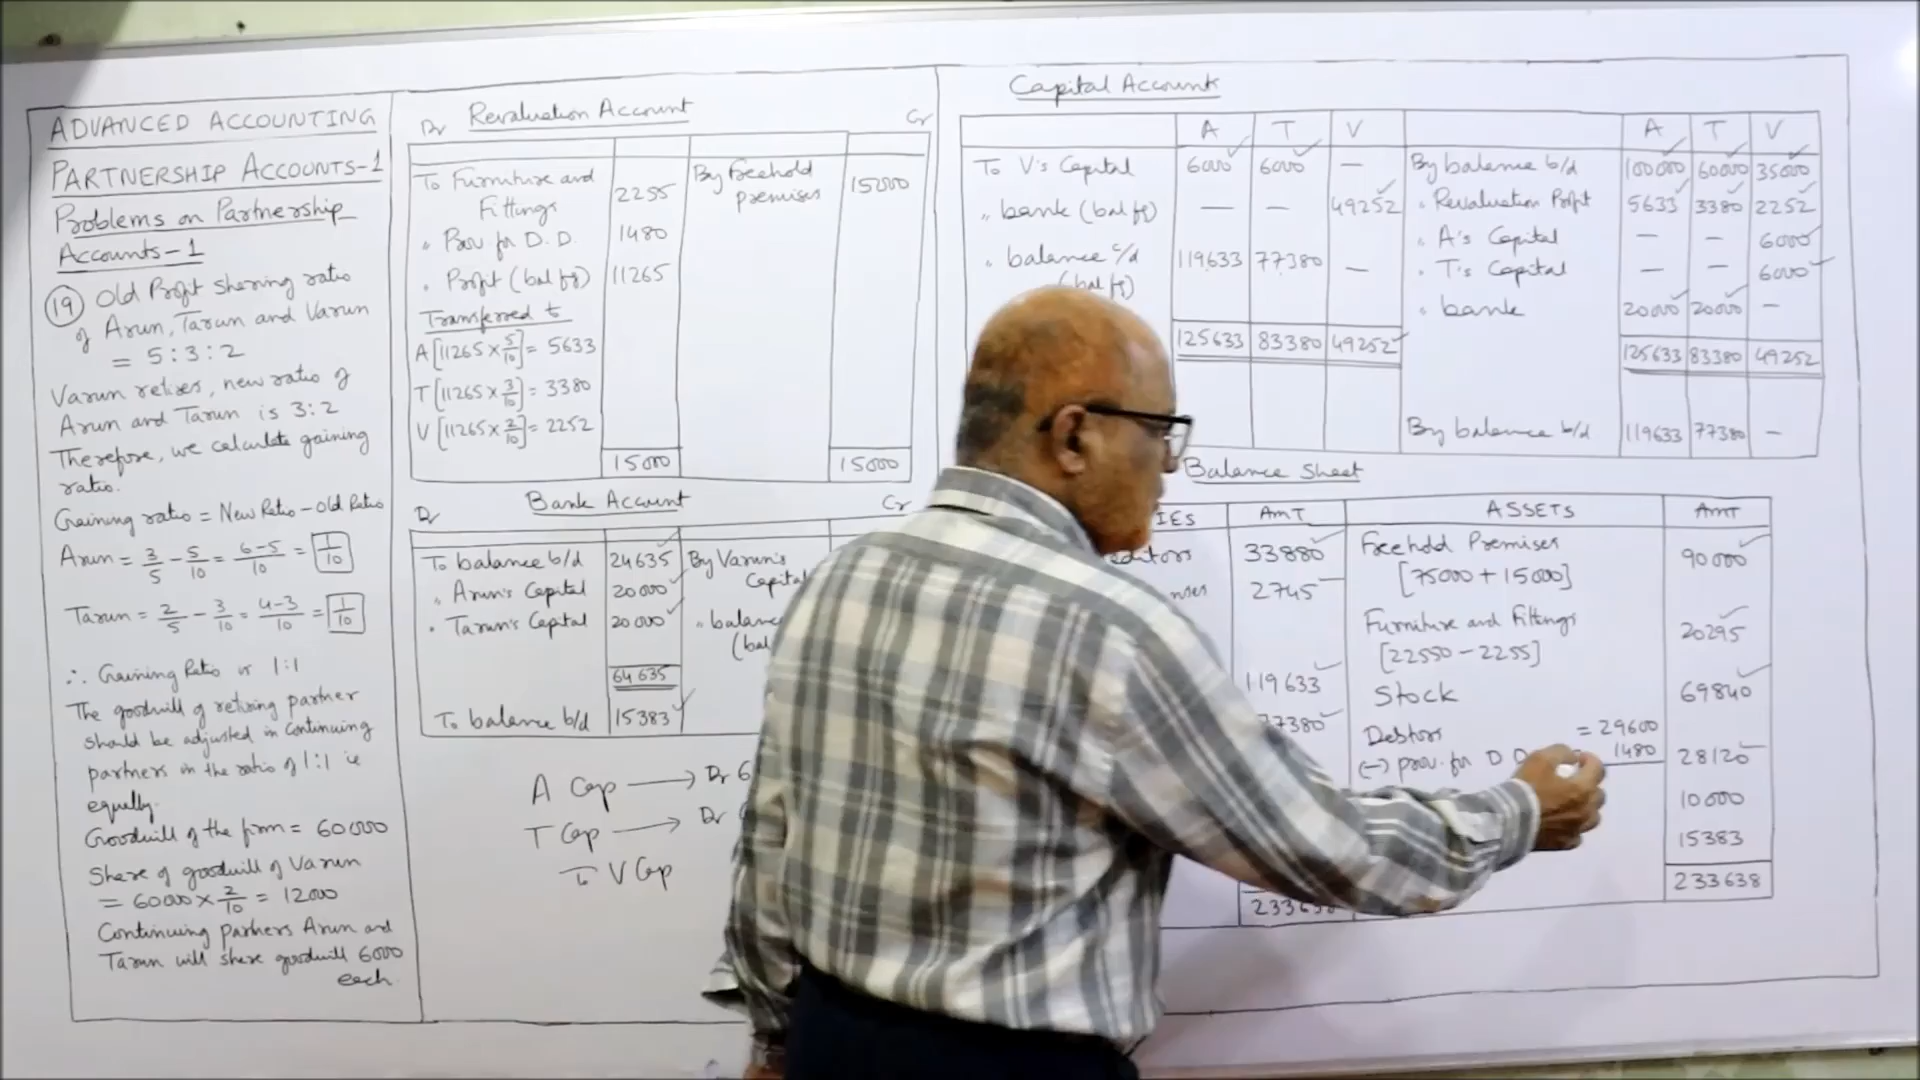 ADVANCED ACCOUNTING
PARTNERSHIP ACCOUNTS-1
Problems on Partnership
Accounts-1
19 Old Profit sharing ratio
of Arun, Tarun and Varun
= 5:3:2
Varun retires, new ratio of
Arun and Tarun is 3:2
Therefore, we calculate gaining
ratio.
Gaining ratio = New Ratio - Old Ratio
Arun = 3/5 - 5/10 = 6-5/10 = 1/10
Tarun = 2/5 - 3/10 = 4-3/10 = 1/10
∴ Gaining Ratio is 1:1
The goodwill of retiring partner
should be adjusted in continuing
partners in the ratio of 1:1 ie
equally.
Goodwill of the firm = 60000
Share of goodwill of Varun
= 60000 × 2/10 = 12000
Continuing partners Arun and
Tarun will share goodwill 6000
each.
Dr Revaluation Account Cr
To Furniture and Fittings 2255 By Freehold premises 15000
" Prov for D.D. 1480
" Profit (bal fg) 11265
Transferred to
A [11265 × 5/10] = 5633
T [11265 × 3/10] = 3380
V [11265 × 2/10] = 2252
15000 15000
Dr Bank Account Cr
To balance b/d 24635 By Varun's Capital
" Arun's Capital 20000
" Tarun's Capital 20000
64635
To balance b/d 15383
A Cap → Dr 6
T Cap → Dr
To V Cap
Capital Account
A T V A T V
To V's Capital 6000 6000 — By balance b/d 100000 60000 35000
" bank (bal fg) — — 49252 " Revaluation Profit 5633 3380 2252
" A's Capital — — 6000
" balance c/d (bal fg) 119633 77380 — " T's Capital — — 6000
" bank 20000 20000 —
125633 83380 49252 125633 83380 49252
By balance b/d 119633 77380 —
Balance Sheet
AMT ASSETS AMT
33880 Freehold Premises
[75000 + 15000] 90000
2745
Furniture and Fittings
[22550 - 2255] 20295
119633 Stock 69840
77380 Debtors = 29600
(-) prov. for D D 1480 28120
10000
15383
233638 233638